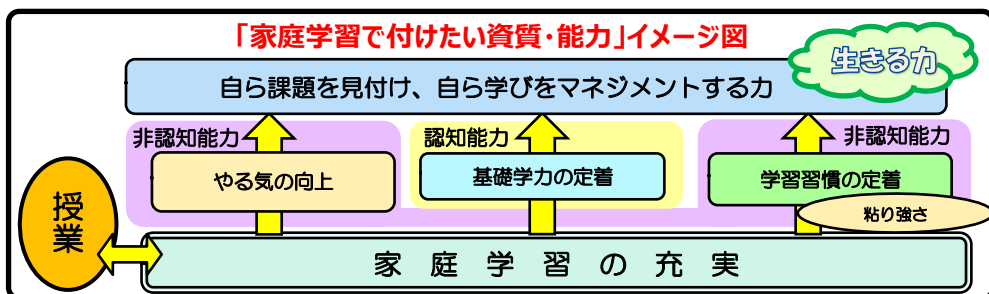 「家庭学習で付けたい資質・能力」イメージ図
生きる力
自ら課題を見付け、自ら学びをマネジメントする力
非認知能力
認知能力
非認知能力
やる気の向上
基礎学力の定着
学習習慣の定着
粘り強さ
授業
家庭学習の充実